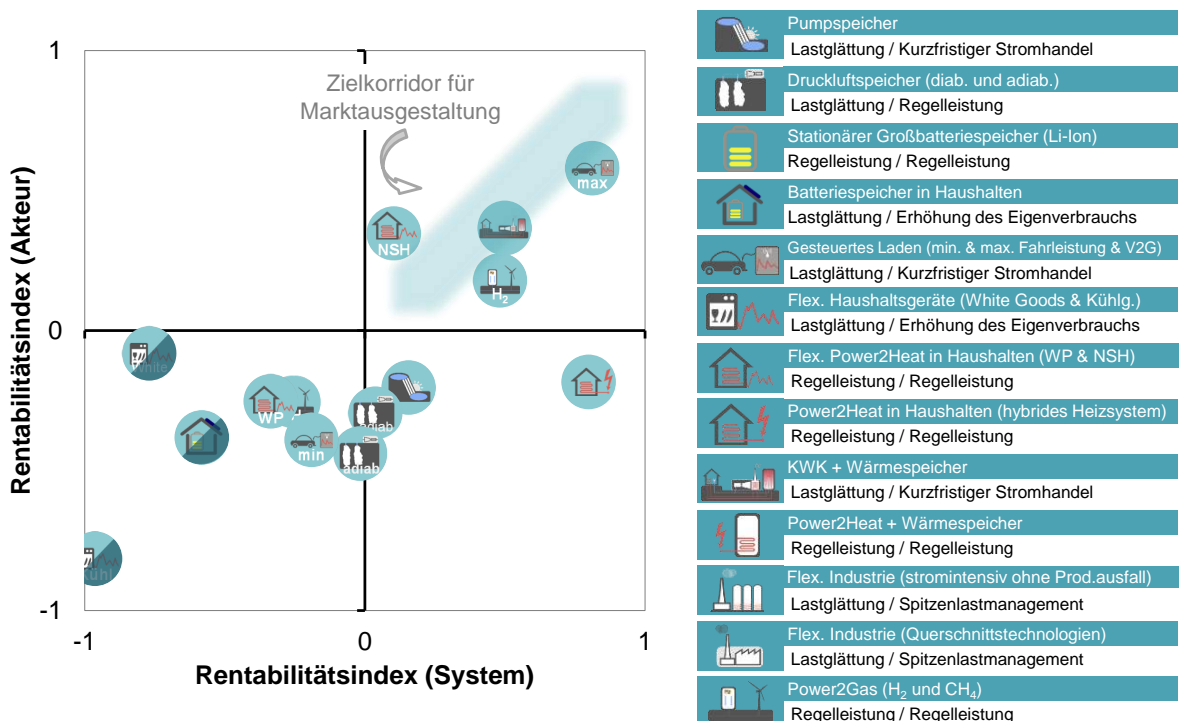 1
Zielkorridor für
Marktausgestaltung
max
NSH
H₂
0
White
WP
min
diab
adiab
Kühl
-1
-1
0
1
Rentabilitätsindex (Akteur)
Rentabilitätsindex (System)
Pumpspeicher
Lastglättung / Kurzfristiger Stromhandel
Druckluftspeicher (diab. und adiab.)
Lastglättung / Regelleistung
Stationärer Großbatteriespeicher (Li-Ion)
Regelleistung / Regelleistung
Batteriespeicher in Haushalten
Lastglättung / Erhöhung des Eigenverbrauchs
Gesteuertes Laden (min. & max. Fahrleistung & V2G)
Lastglättung / Kurzfristiger Stromhandel
Flex. Haushaltsgeräte (White Goods & Kühlg.)
Lastglättung / Erhöhung des Eigenverbrauchs
Flex. Power2Heat in Haushalten (WP & NSH)
Regelleistung / Regelleistung
Power2Heat in Haushalten (hybrides Heizsystem)
Regelleistung / Regelleistung
KWK + Wärmespeicher
Lastglättung / Kurzfristiger Stromhandel
Power2Heat + Wärmespeicher
Regelleistung / Regelleistung
Flex. Industrie (stromintensiv ohne Prod.ausfall)
Lastglättung / Spitzenlastmanagement
Flex. Industrie (Querschnittstechnologien)
Lastglättung / Spitzenlastmanagement
Power2Gas (H₂ und CH₄)
Regelleistung / Regelleistung